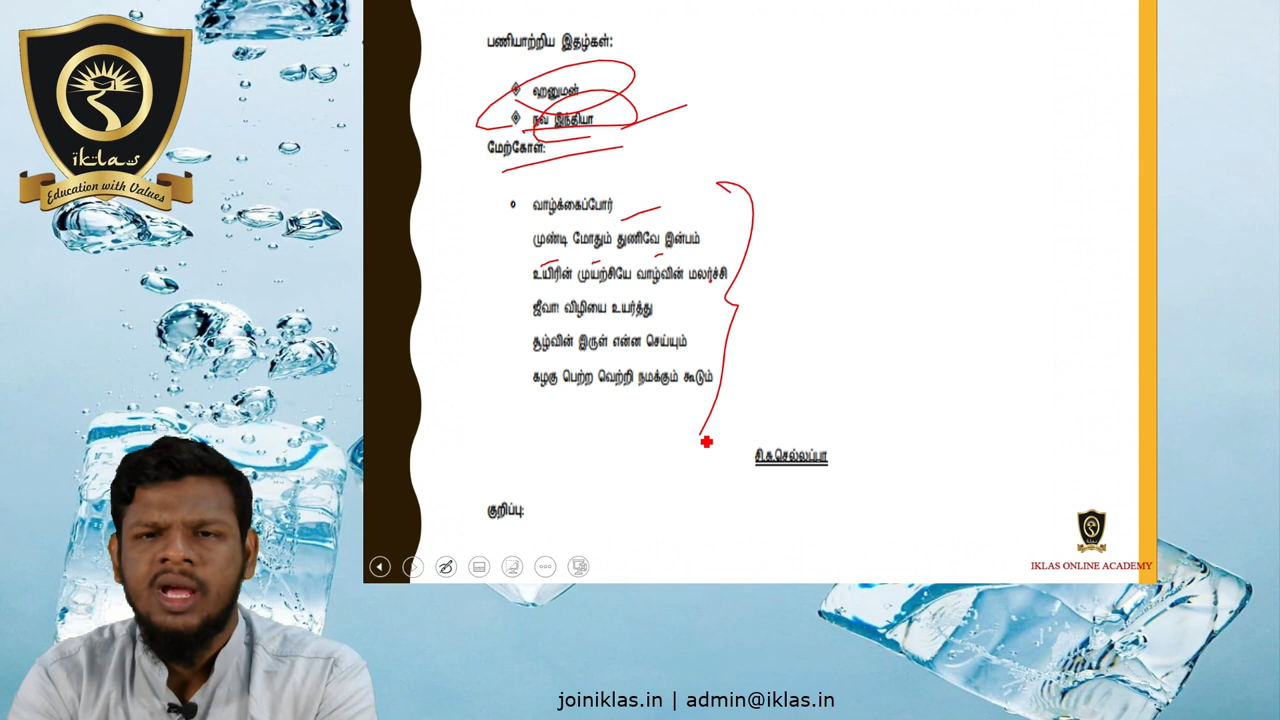 iklas
Education with Values
பணியாற்றிய இதழ்கள்:
ஹனுமன்
நவ இந்தியா
மேற்கோள்:
வாழ்க்கைப்போர்
முண்டி மோதும் துணிவே இன்பம்
உயிரின் முயற்சியே வாழ்வின் மலர்ச்சி
ஜீவா! விழியை உயர்த்து
சூழ்வின் இருள் என்ன செய்யும்
கழகு பெற்ற வெற்றி நமக்கும் கூடும்
சி.சு.செல்லப்பா
குறிப்பு:
IKLAS ONLINE ACADEMY
joiniklas.in | admin@iklas.in